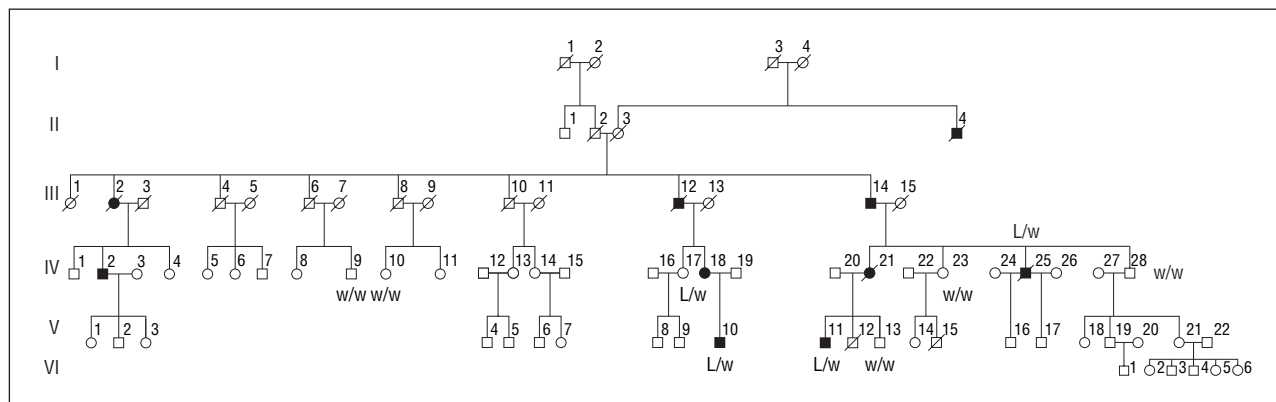 1 2 3 4
I
1 2 3 4
II
1 2 3 4 5 6 7 8 9 10 11 12 13 14 15
III
L/w
1 2 3 4 5 6 7 8 9 10 11 12 13 14 15 16 17 18 19 20 21 22 23 24 25 26 27 28
IV
w/w
w/w w/w L/w w/w
1 2 3 4 5 6 7 8 9 10 11 12 13 14 15 16 17 18 19 20 21 22
V
L/w L/w w/w
VI
1 2 3 4 5 6